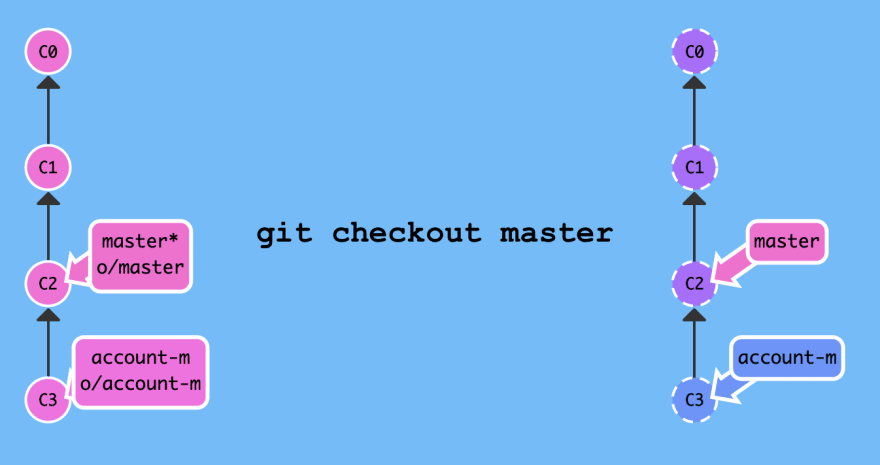 C0
C1
master*
o/master
C2
account-m
o/account-m
C3
git checkout master
C0
C1
master
C2
account-m
C3